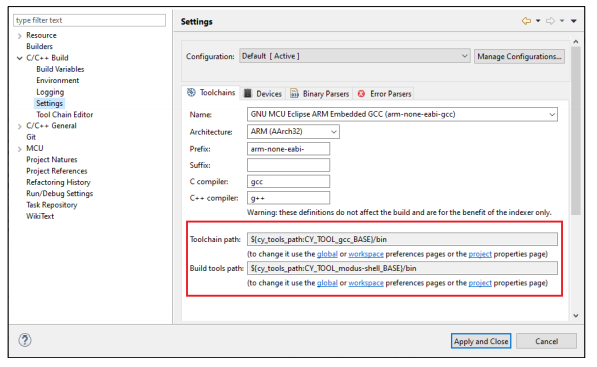 type filter text
Resource
Builders
C/C++ Build
Build Variables
Environment
Logging
Settings
Tool Chain Editor
C/C++ General
Git
MCU
Project Natures
Project References
Refactoring History
Run/Debug Settings
Task Repository
WikiText
Settings
Configuration: Default [ Active ] Manage Configurations...
Toolchains Devices Binary Parsers Error Parsers
Name: GNU MCU Eclipse ARM Embedded GCC (arm-none-eabi-gcc)
Architecture: ARM (AArch32)
Prefix: arm-none-eabi-
Suffix:
C compiler: gcc
C++ compiler: g++
Warning: these definitions do not affect the build and are for the benefit of the indexer only.
Toolchain path: ${cy_tools_path:CY_TOOL_gcc_BASE}/bin
(to change it use the global or workspace preferences pages or the project properties page)
Build tools path: ${cy_tools_path:CY_TOOL_modus-shell_BASE}/bin
(to change it use the global or workspace preferences pages or the project properties page)
Apply and Close Cancel